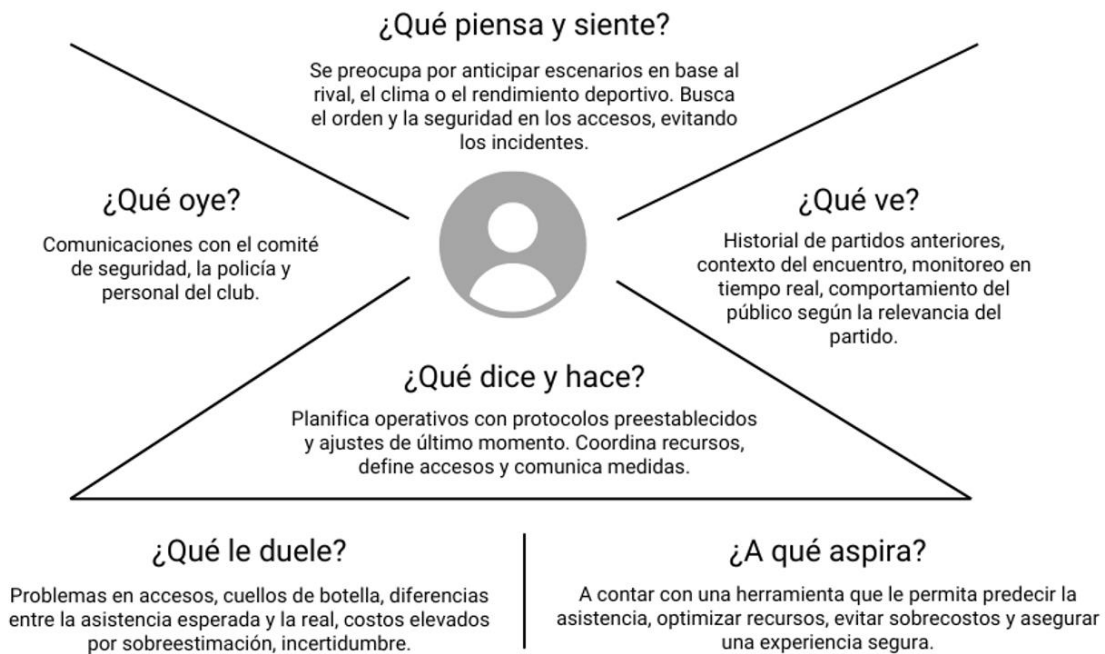 ¿Qué piensa y siente?
Se preocupa por anticipar escenarios en base al
rival, el clima o el rendimiento deportivo. Busca
el orden y la seguridad en los accesos, evitando
los incidentes.
¿Qué oye?
Comunicaciones con el comité
de seguridad, la policía y
personal del club.
¿Qué ve?
Historial de partidos anteriores,
contexto del encuentro, monitoreo en
tiempo real, comportamiento del
público según la relevancia del
partido.
¿Qué dice y hace?
Planifica operativos con protocolos preestablecidos
y ajustes de último momento. Coordina recursos,
define accesos y comunica medidas.
¿Qué le duele?
Problemas en accesos, cuellos de botella, diferencias
entre la asistencia esperada y la real, costos elevados
por sobreestimación, incertidumbre.
¿A qué aspira?
A contar con una herramienta que le permita predecir la
asistencia, optimizar recursos, evitar sobrecostos y asegurar
una experiencia segura.